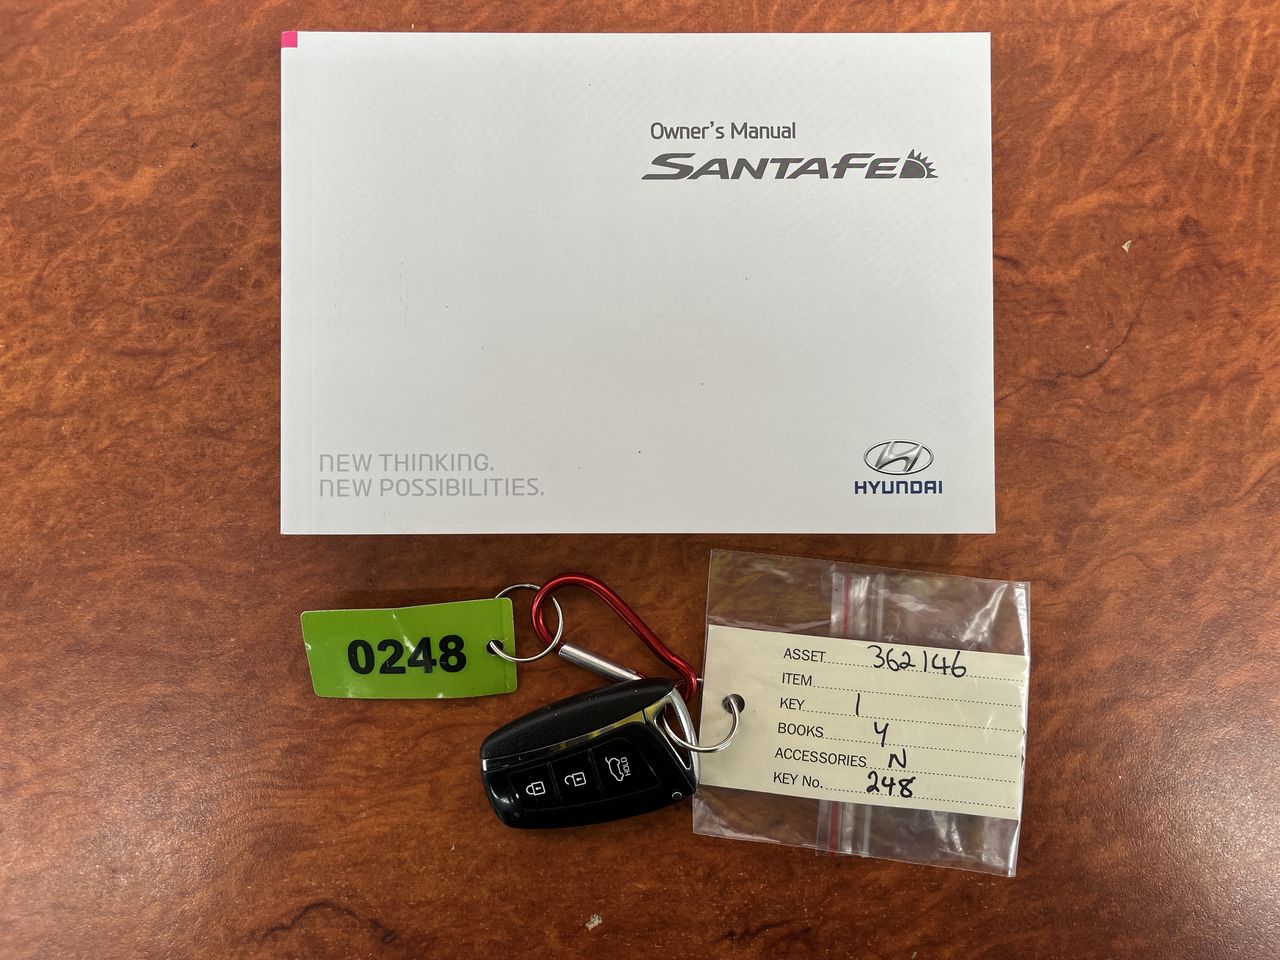 Owner's Manual
SANTAFE
NEW THINKING.
NEW POSSIBILITIES.
HYUNDAI
0248
HOLD
ASSET 362146
ITEM
KEY 1
BOOKS Y
ACCESSORIES N
KEY No. 248